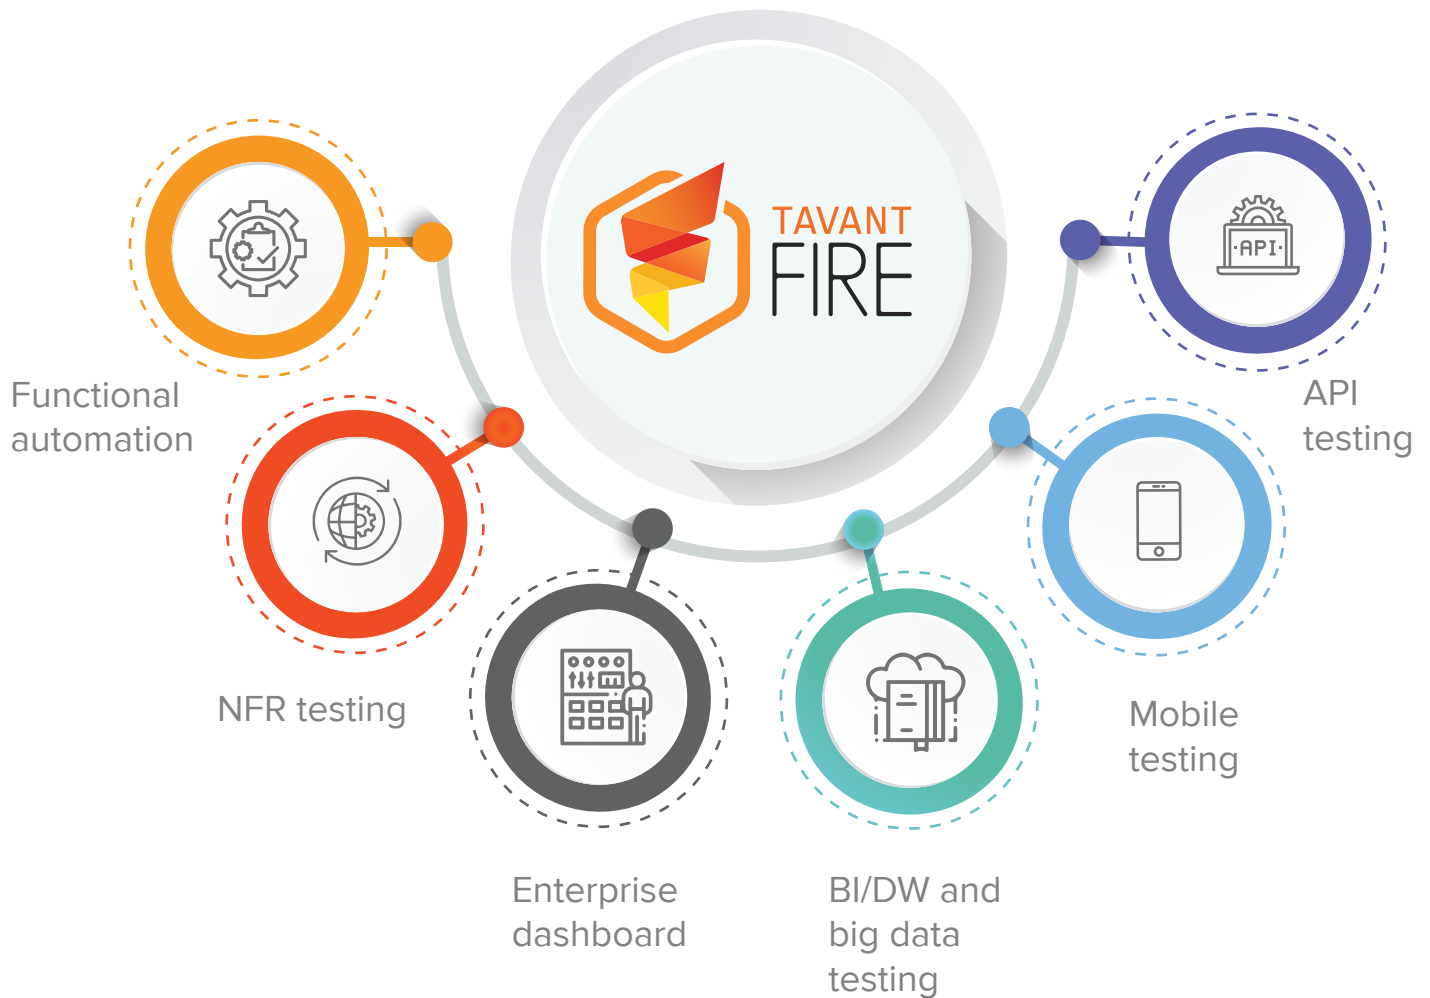 TAVANT
FIRE
API
Functional
automation
API
testing
NFR testing
Mobile
testing
Enterprise
dashboard
BI/DW and
big data
testing